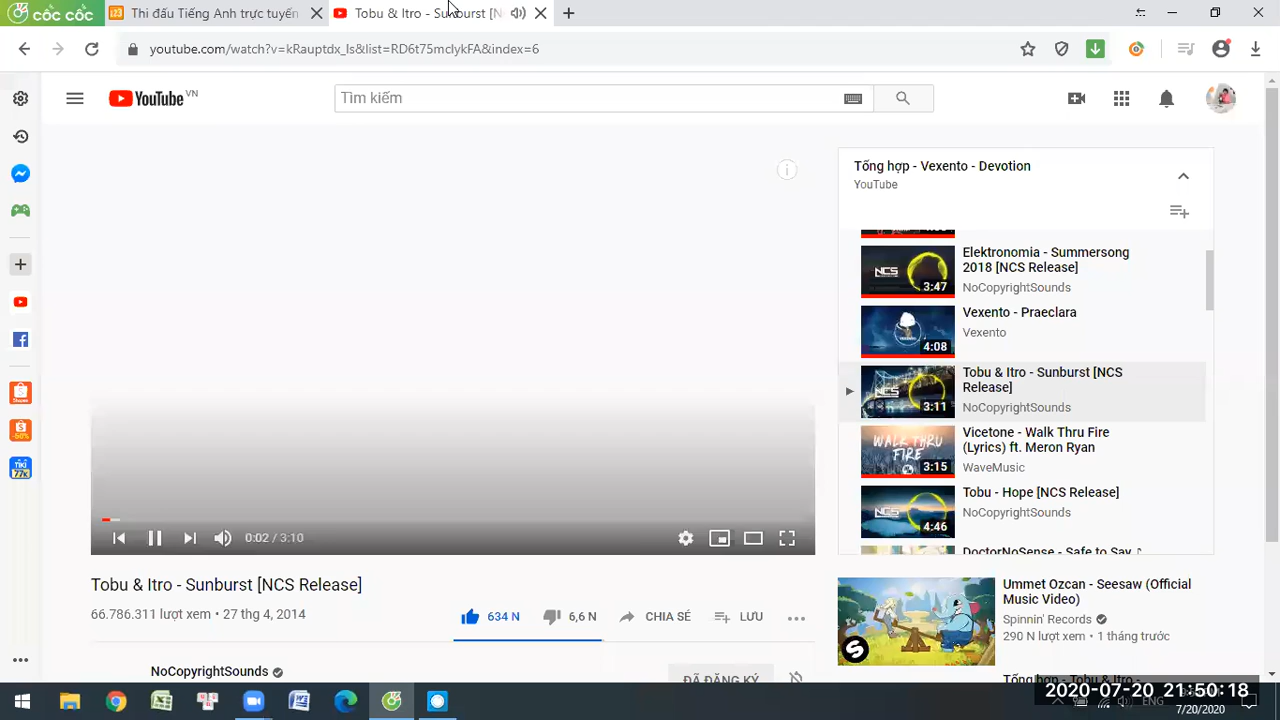 cốc cốc
Thi đấu Tiếng Anh trực tuyến
Tobu & Itro - Sunburst [N
youtube.com/watch?v=kRauptdx_Is&list=RD6t75mclykFA&index=6
YouTube VN
Tìm kiếm
Tổng hợp - Vexento - Devotion
YouTube
Elektronomia - Summersong
2018 [NCS Release]
NoCopyrightSounds
NCS
3:47
Vexento - Praeclara
Vexento
4:08
Tobu & Itro - Sunburst [NCS
Release]
NoCopyrightSounds
3:11
Vicetone - Walk Thru Fire
(Lyrics) ft. Meron Ryan
WaveMusic
WALK THRU
FIRE
3:15
Tobu - Hope [NCS Release]
NoCopyrightSounds
NCS
4:46
DoctorNoSense - Safe to Say ♪
0:02 / 3:10
Tobu & Itro - Sunburst [NCS Release]
66.786.311 lượt xem • 27 thg 4, 2014
634 N
6,6 N
CHIA SẺ
LƯU
NoCopyrightSounds
ĐÃ ĐĂNG KÝ
Ummet Ozcan - Seesaw (Official
Music Video)
Spinnin' Records
290 N lượt xem • 1 tháng trước
Tổng hợp - Tobu & Itro -
2020-07-20 21:50:18
ENG
7/20/2020